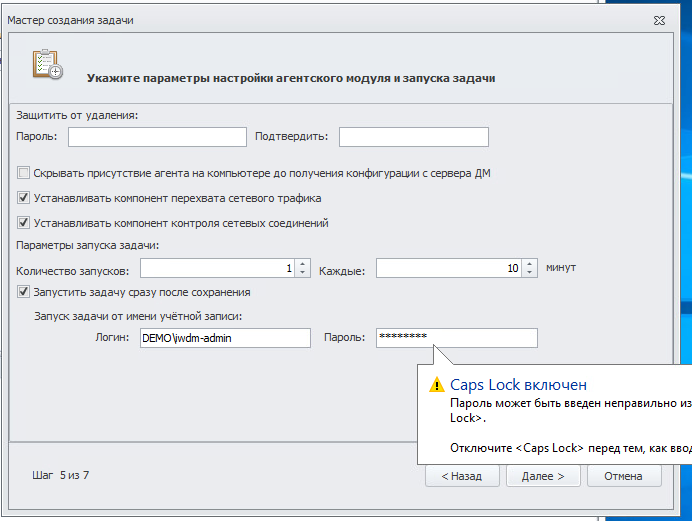 Мастер создания задачи
Укажите параметры настройки агентского модуля и запуска задачи
Защитить от удаления:
Пароль: Подтвердить:
Скрывать присутствие агента на компьютере до получения конфигурации с сервера ДМ
Устанавливать компонент перехвата сетевого трафика
Устанавливать компонент контроля сетевых соединений
Параметры запуска задачи:
Количество запусков: 1 Каждые: 10 минут
Запустить задачу сразу после сохранения
Запуск задачи от имени учётной записи:
Логин: DEMO\iwdm-admin Пароль: ********
Caps Lock включен
Пароль может быть введен неправильно из
Lock>.
Отключите <Caps Lock> перед тем, как ввод
Шаг 5 из 7 < Назад Далее > Отмена